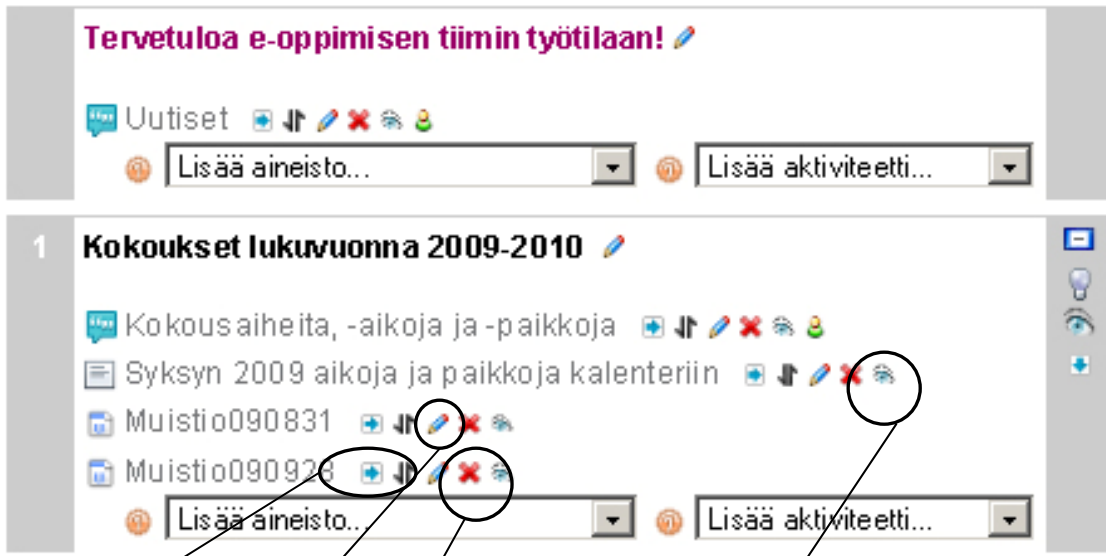 Tervetuloa e-oppimisen tiimin työtilaan!
Uutiset
Lisää aineisto... Lisää aktiviteetti...
1 Kokoukset lukuvuonna 2009-2010
Kokousaiheita, -aikoja ja -paikkoja
Syksyn 2009 aikoja ja paikkoja kalenteriin
Muistio090831
Muistio090928
Lisää aineisto... Lisää aktiviteetti...